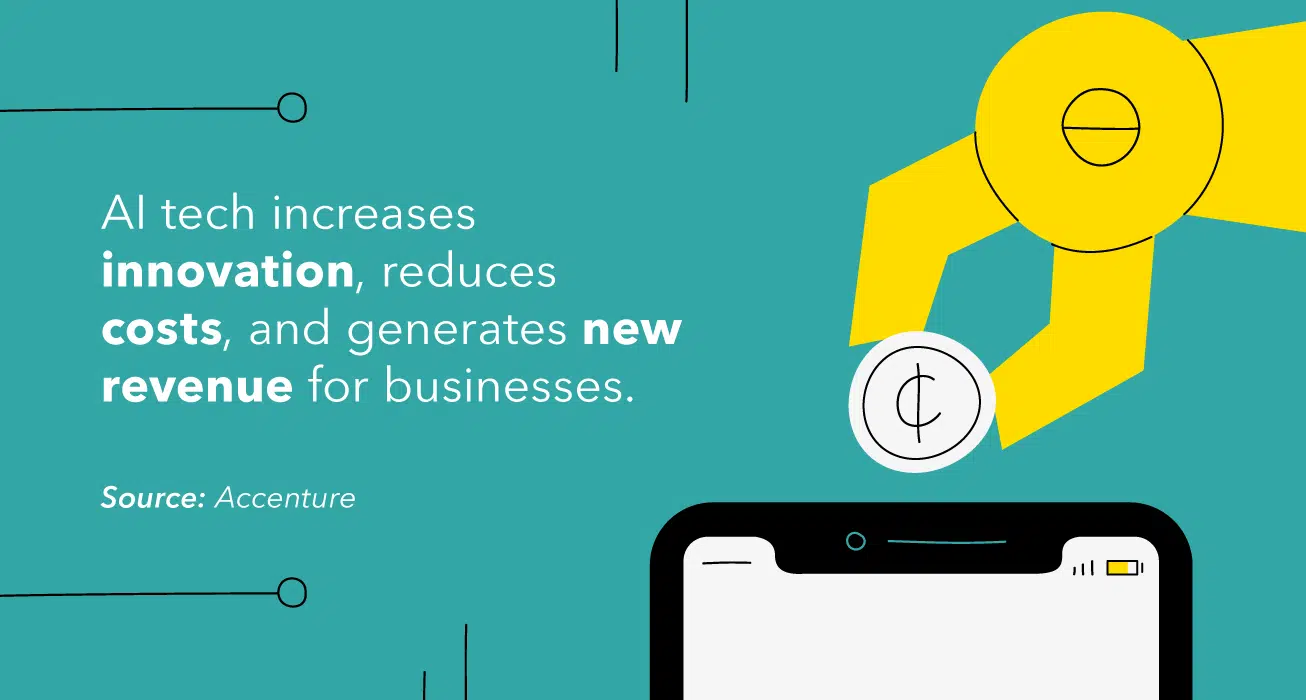 AI tech increases
innovation, reduces
costs, and generates new
revenue for businesses.
Source: Accenture
₵